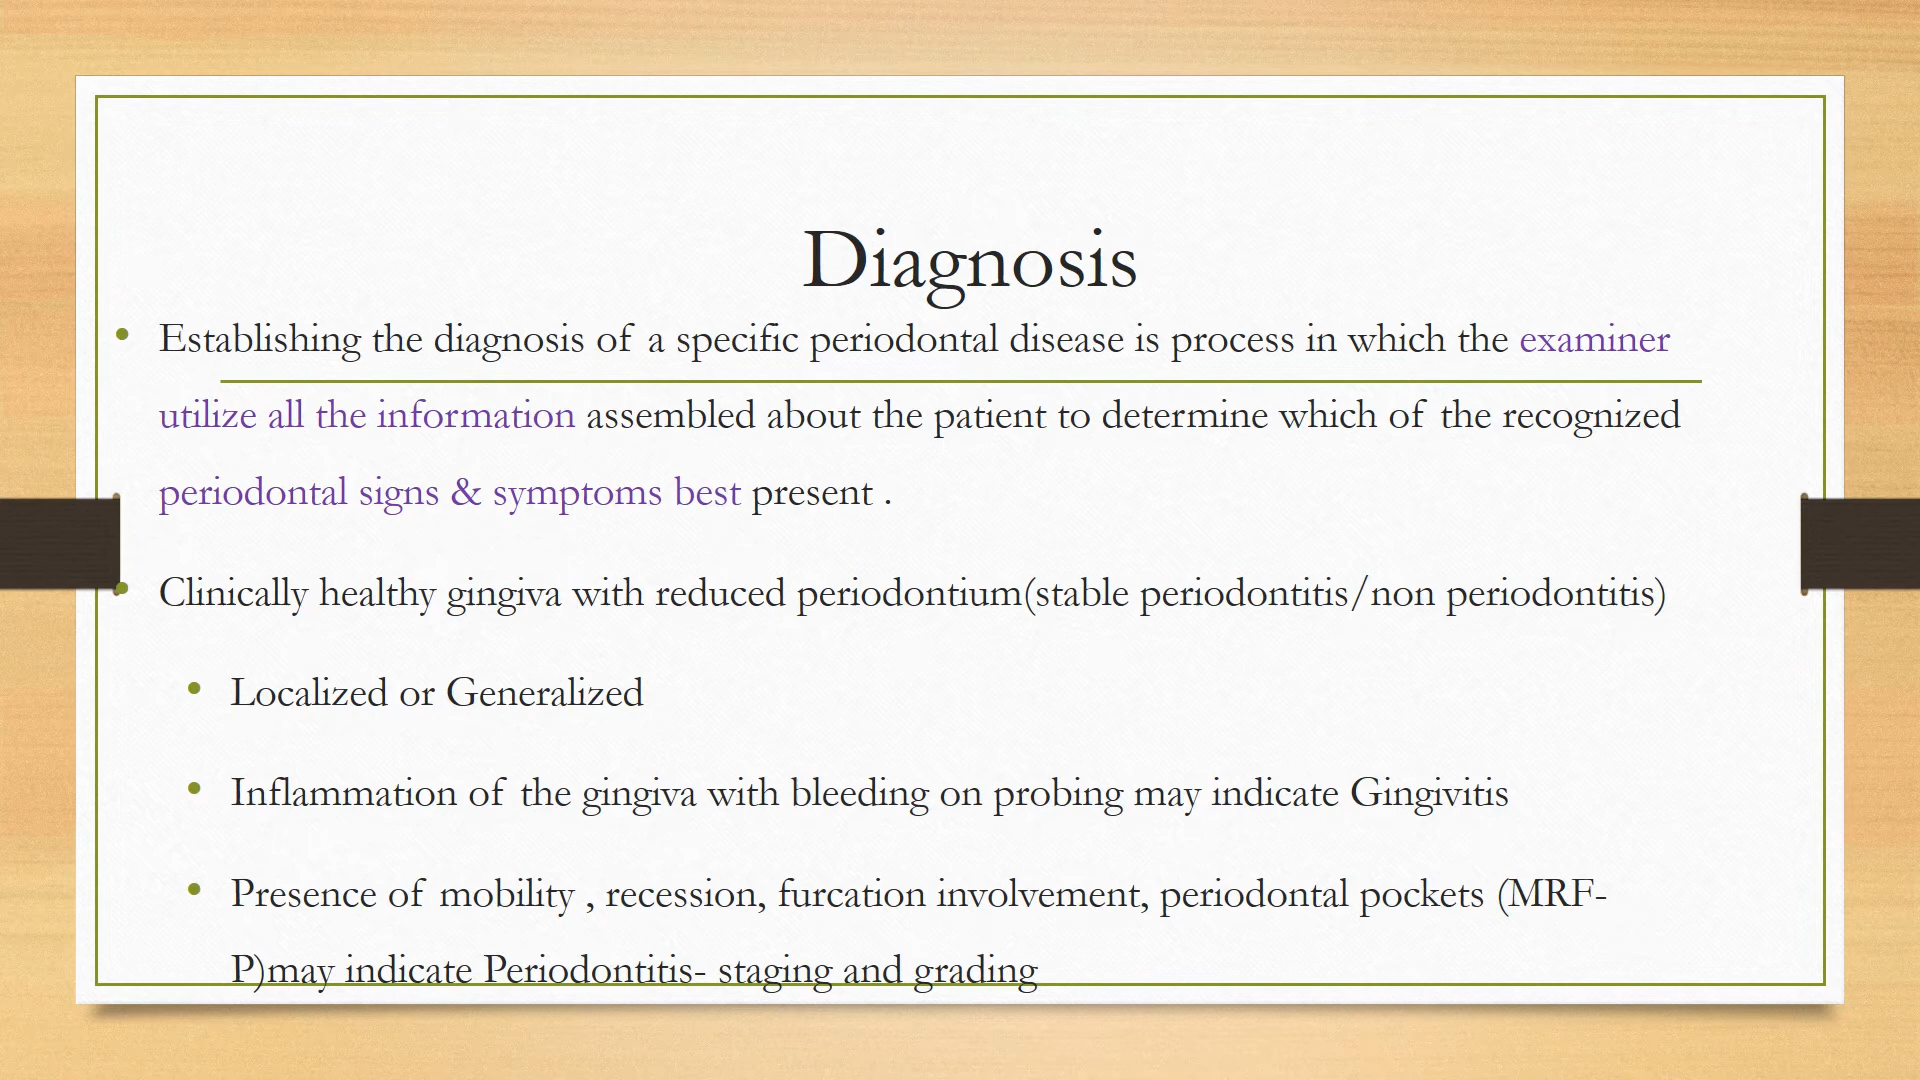 Diagnosis
Establishing the diagnosis of a specific periodontal disease is process in which the examiner
utilize all the information assembled about the patient to determine which of the recognized
periodontal signs & symptoms best present .
Clinically healthy gingiva with reduced periodontium(stable periodontitis/non periodontitis)
Localized or Generalized
Inflammation of the gingiva with bleeding on probing may indicate Gingivitis
Presence of mobility , recession, furcation involvement, periodontal pockets (MRF-
P)may indicate Periodontitis- staging and grading